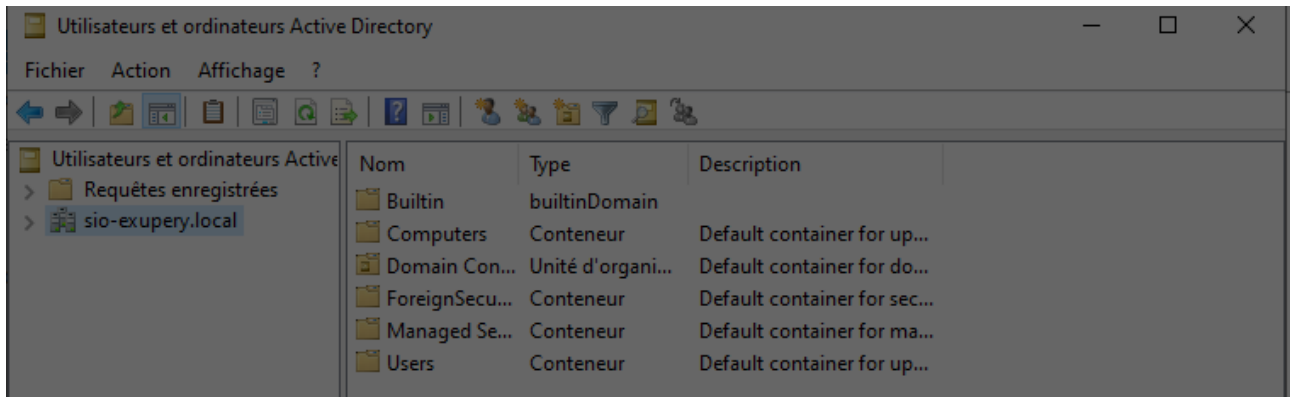 Utilisateurs et ordinateurs Active Directory
Fichier Action Affichage ?
Utilisateurs et ordinateurs Active
Requêtes enregistrées
sio-exupery.local
Nom Type Description
Builtin builtinDomain
Computers Conteneur Default container for up...
Domain Con... Unité d'organi... Default container for do...
ForeignSecu... Conteneur Default container for sec...
Managed Se... Conteneur Default container for ma...
Users Conteneur Default container for up...